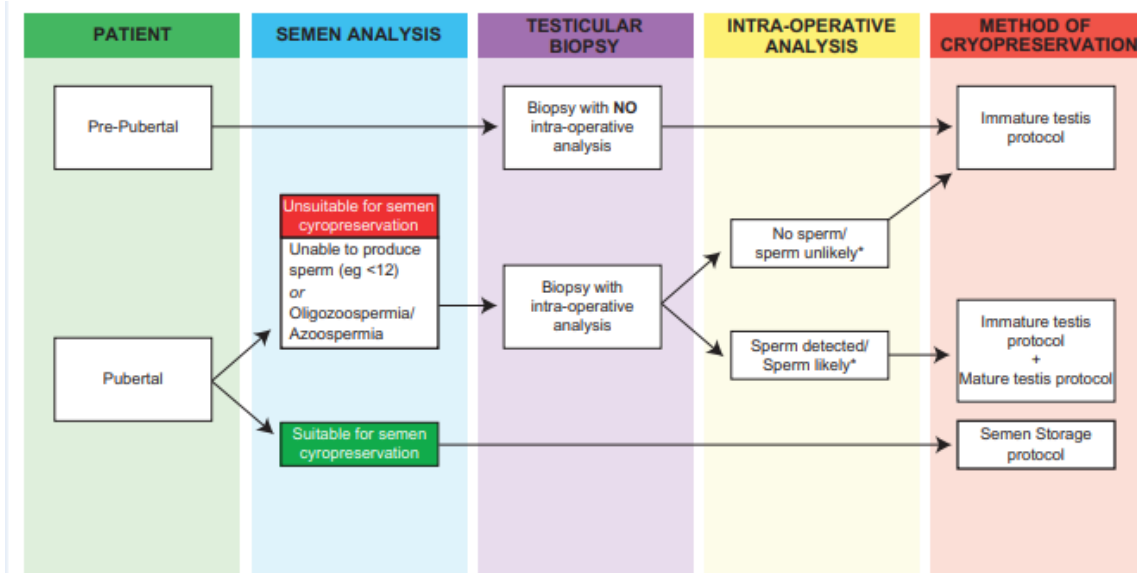 PATIENT
SEMEN ANALYSIS
TESTICULAR
BIOPSY
INTRA-OPERATIVE
ANALYSIS
METHOD OF
CRYOPRESERVATION
Pre-Pubertal
Biopsy with NO
intra-operative
analysis
Immature testis
protocol
Pubertal
Unsuitable for semen
cyropreservation
Unable to produce
sperm (eg <12)
or
Oligozoospermia/
Azoospermia
Biopsy with
intra-operative
analysis
No sperm/
sperm unlikely*
Sperm detected/
Sperm likely*
Immature testis
protocol
+
Mature testis protocol
Suitable for semen
cyropreservation
Semen Storage
protocol